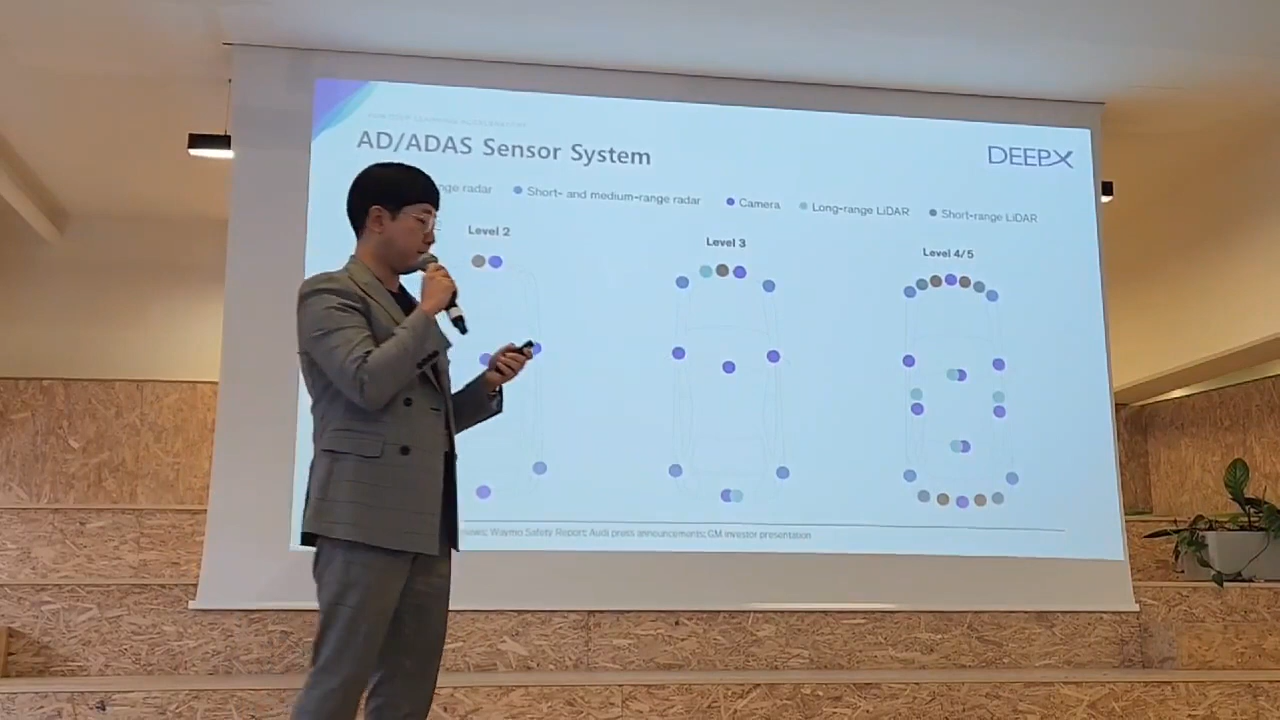 AD/ADAS Sensor System
DEEPX
radar
Short- and medium-range radar
Camera
Long-range LiDAR
Short-range LiDAR
Level 2
Level 3
Level 4/5
Waymo Safety Report; Audi press announcements; GM investor presentation